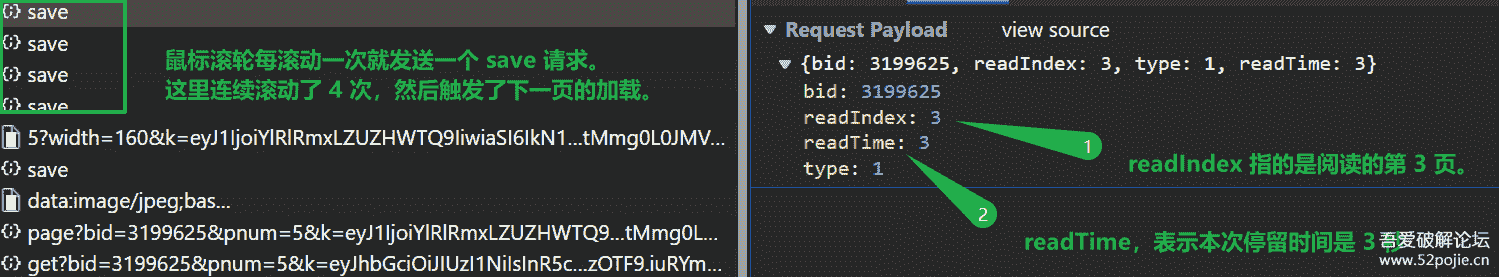 save
save
save
save
5?width=160&k=eyJ1IjoiYlRlRmxLZUZHWTQ9IiwiaSI6IkN1...tMmg0L0JMV...
save
data:image/jpeg;bas...
page?bid=3199625&pnum=5&k=eyJ1IjoiYlRlRmxLZUZHWTQ9...tMmg0L...
get?bid=3199625&pnum=5&k=eyJhbGciOiJIUzI1NiIsInR5c...zOTF9.iuRYm...
鼠标滚轮每滚动一次就发送一个 save 请求。
这里连续滚动了 4 次，然后触发了下一页的加载。
Request Payload view source
{bid: 3199625, readIndex: 3, type: 1, readTime: 3}
bid: 3199625
readIndex: 3
readTime: 3
type: 1
1
readIndex 指的是阅读的第 3 页。
2
readTime，表示本次停留时间是 3
吾爱破解论坛
www.52pojie.cn